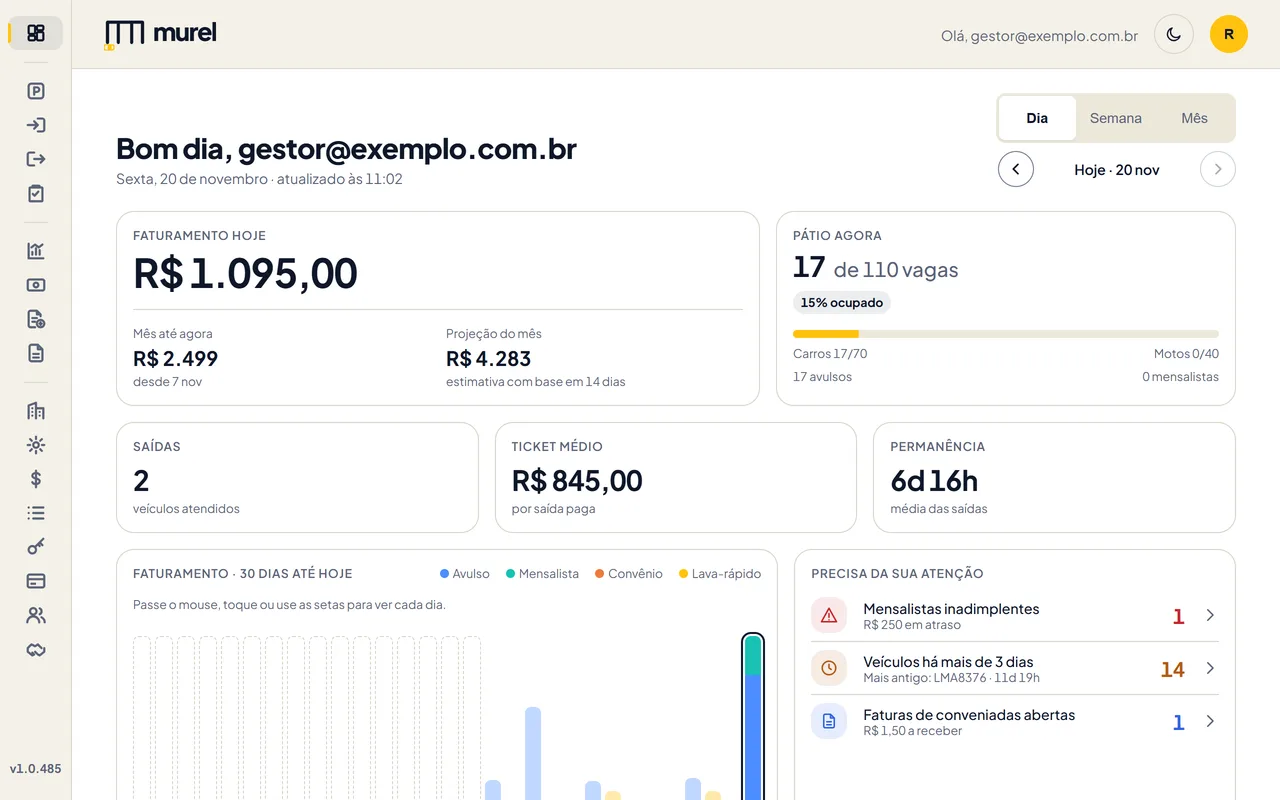 murel
Olá, gestor@exemplo.com.br
R
Dia
Semana
Mês
Bom dia, gestor@exemplo.com.br
Sexta, 20 de novembro · atualizado às 11:02
Hoje · 20 nov
FATURAMENTO HOJE
R$ 1.095,00
Mês até agora
R$ 2.499
desde 7 nov
Projeção do mês
R$ 4.283
estimativa com base em 14 dias
PÁTIO AGORA
17 de 110 vagas
15% ocupado
Carros 17/70
Motos 0/40
17 avulsos
0 mensalistas
SAÍDAS
2
veículos atendidos
TICKET MÉDIO
R$ 845,00
por saída paga
PERMANÊNCIA
6d 16h
média das saídas
FATURAMENTO · 30 DIAS ATÉ HOJE
Avulso
Mensalista
Convênio
Lava-rápido
Passe o mouse, toque ou use as setas para ver cada dia.
PRECISA DA SUA ATENÇÃO
Mensalistas inadimplentes
R$ 250 em atraso
1
Veículos há mais de 3 dias
Mais antigo: LMA8376 · 11d 19h
14
Faturas de conveniadas abertas
R$ 1,50 a receber
1
v1.0.485